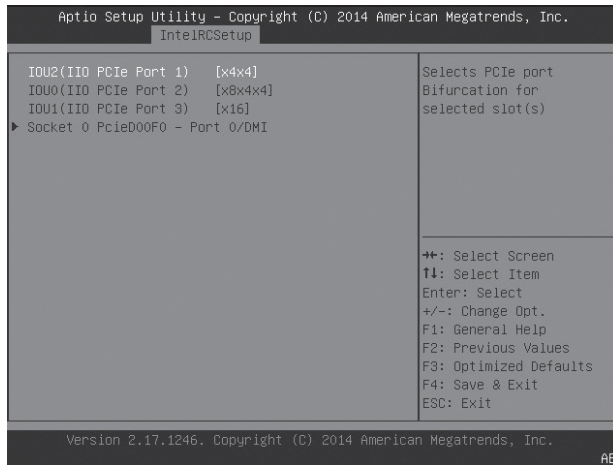 Aptio Setup Utility – Copyright (C) 2014 American Megatrends, Inc.
IntelRCSetup
IOU2(IIO PCIe Port 1) [x4x4]
IOU0(IIO PCIe Port 2) [x8x4x4]
IOU1(IIO PCIe Port 3) [x16]
▶ Socket 0 PcieD00F0 – Port 0/DMI
Selects PCIe port
Bifurcation for
selected slot(s)
→←: Select Screen
↑↓: Select Item
Enter: Select
+/-: Change Opt.
F1: General Help
F2: Previous Values
F3: Optimized Defaults
F4: Save & Exit
ESC: Exit
Version 2.17.1246. Copyright (C) 2014 American Megatrends, Inc.
AB